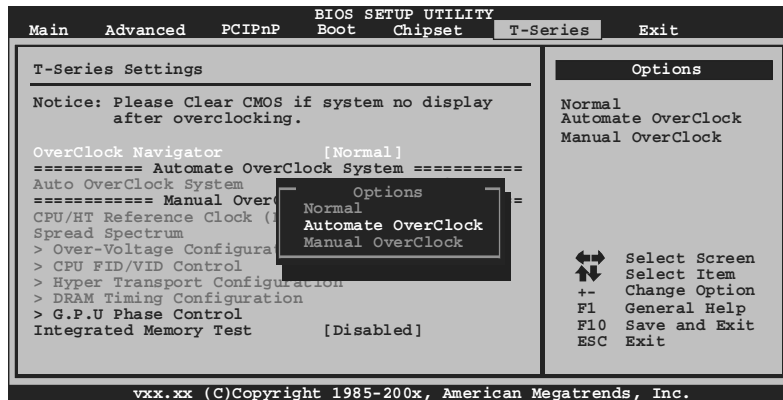 BIOS SETUP UTILITY
Main Advanced PCIPnP Boot Chipset T-Series Exit
T-Series Settings
Notice: Please Clear CMOS if system no display
after overclocking.
OverClock Navigator [Normal]
=========== Automate OverClock System ===========
Auto OverClock System
============ Manual Over =
CPU/HT Reference Clock (
Spread Spectrum
> Over-Voltage Configurat
> CPU FID/VID Control
> Hyper Transport Configuration
> DRAM Timing Configuration
> G.P.U Phase Control
Integrated Memory Test [Disabled]
Options
Normal
Automate OverClock
Manual OverClock
Options
Normal
Automate OverClock
Manual OverClock
Select Screen
Select Item
+- Change Option
F1 General Help
F10 Save and Exit
ESC Exit
vxx.xx (C)Copyright 1985-200x, American Megatrends, Inc.